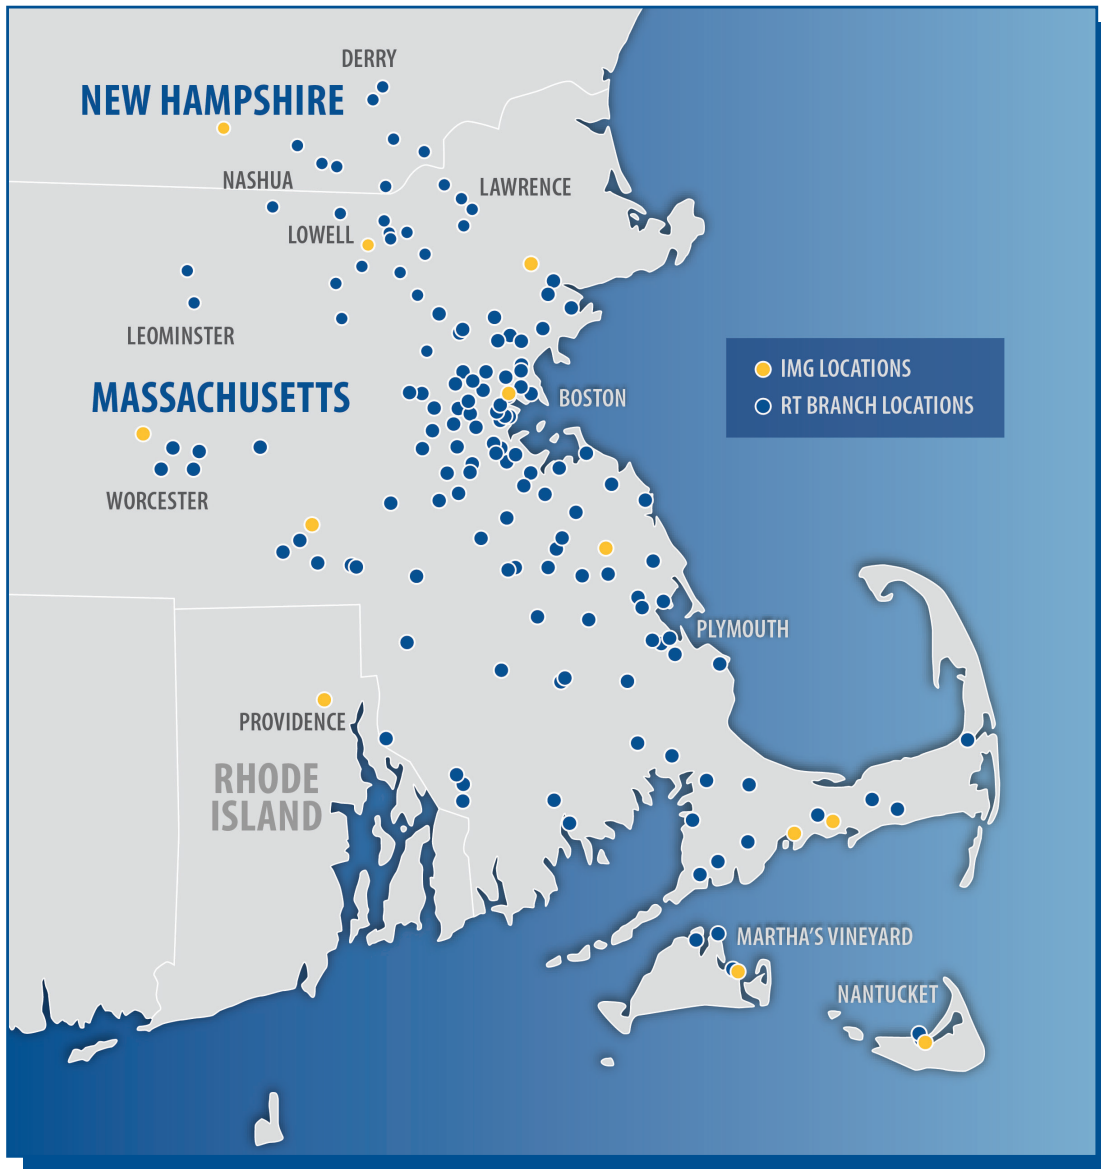 DERRY
NEW HAMPSHIRE
NASHUA
LAWRENCE
LOWELL
LEOMINSTER
MASSACHUSETTS
BOSTON
IMG LOCATIONS
RT BRANCH LOCATIONS
WORCESTER
PLYMOUTH
PROVIDENCE
RHODE
ISLAND
MARTHA'S VINEYARD
NANTUCKET